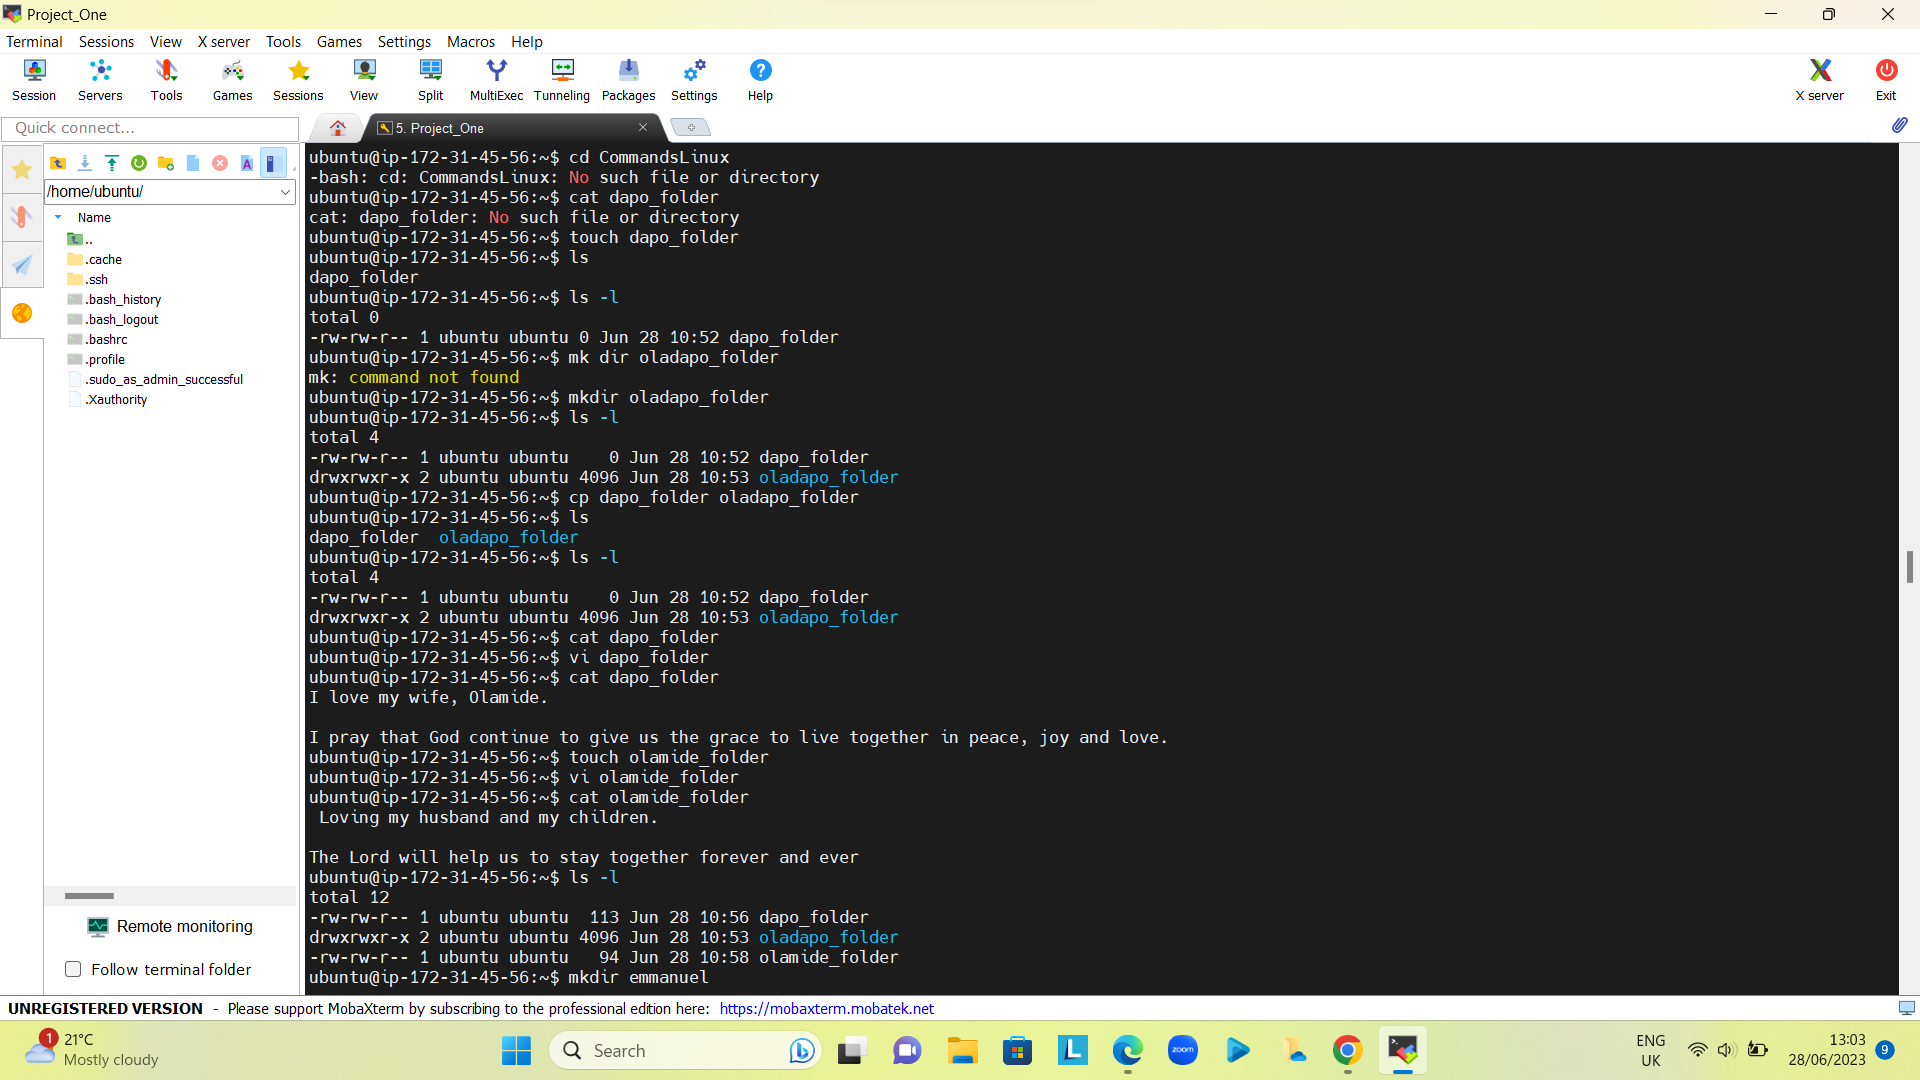 Project_One
Terminal Sessions View X server Tools Games Settings Macros Help
Session Servers Tools Games Sessions View Split MultiExec Tunneling Packages Settings Help X server Exit
Quick connect...
5. Project_One
/home/ubuntu/
Name
..
.cache
.ssh
.bash_history
.bash_logout
.bashrc
.profile
.sudo_as_admin_successful
.Xauthority
Remote monitoring
Follow terminal folder
ubuntu@ip-172-31-45-56:~$ cd CommandsLinux
-bash: cd: CommandsLinux: No such file or directory
ubuntu@ip-172-31-45-56:~$ cat dapo_folder
cat: dapo_folder: No such file or directory
ubuntu@ip-172-31-45-56:~$ touch dapo_folder
ubuntu@ip-172-31-45-56:~$ ls
dapo_folder
ubuntu@ip-172-31-45-56:~$ ls -l
total 0
-rw-rw-r-- 1 ubuntu ubuntu 0 Jun 28 10:52 dapo_folder
ubuntu@ip-172-31-45-56:~$ mk dir oladapo_folder
mk: command not found
ubuntu@ip-172-31-45-56:~$ mkdir oladapo_folder
ubuntu@ip-172-31-45-56:~$ ls -l
total 4
-rw-rw-r-- 1 ubuntu ubuntu    0 Jun 28 10:52 dapo_folder
drwxrwxr-x 2 ubuntu ubuntu 4096 Jun 28 10:53 oladapo_folder
ubuntu@ip-172-31-45-56:~$ cp dapo_folder oladapo_folder
ubuntu@ip-172-31-45-56:~$ ls
dapo_folder  oladapo_folder
ubuntu@ip-172-31-45-56:~$ ls -l
total 4
-rw-rw-r-- 1 ubuntu ubuntu    0 Jun 28 10:52 dapo_folder
drwxrwxr-x 2 ubuntu ubuntu 4096 Jun 28 10:53 oladapo_folder
ubuntu@ip-172-31-45-56:~$ cat dapo_folder
ubuntu@ip-172-31-45-56:~$ vi dapo_folder
ubuntu@ip-172-31-45-56:~$ cat dapo_folder
I love my wife, Olamide.
I pray that God continue to give us the grace to live together in peace, joy and love.
ubuntu@ip-172-31-45-56:~$ touch olamide_folder
ubuntu@ip-172-31-45-56:~$ vi olamide_folder
ubuntu@ip-172-31-45-56:~$ cat olamide_folder
 Loving my husband and my children.
The Lord will help us to stay together forever and ever
ubuntu@ip-172-31-45-56:~$ ls -l
total 12
-rw-rw-r-- 1 ubuntu ubuntu  113 Jun 28 10:56 dapo_folder
drwxrwxr-x 2 ubuntu ubuntu 4096 Jun 28 10:53 oladapo_folder
-rw-rw-r-- 1 ubuntu ubuntu   94 Jun 28 10:58 olamide_folder
ubuntu@ip-172-31-45-56:~$ mkdir emmanuel
UNREGISTERED VERSION - Please support MobaXterm by subscribing to the professional edition here: https://mobaxterm.mobatek.net
1
21°C
Mostly cloudy
Search
L
zoom
ENG
UK
13:03
28/06/2023
9